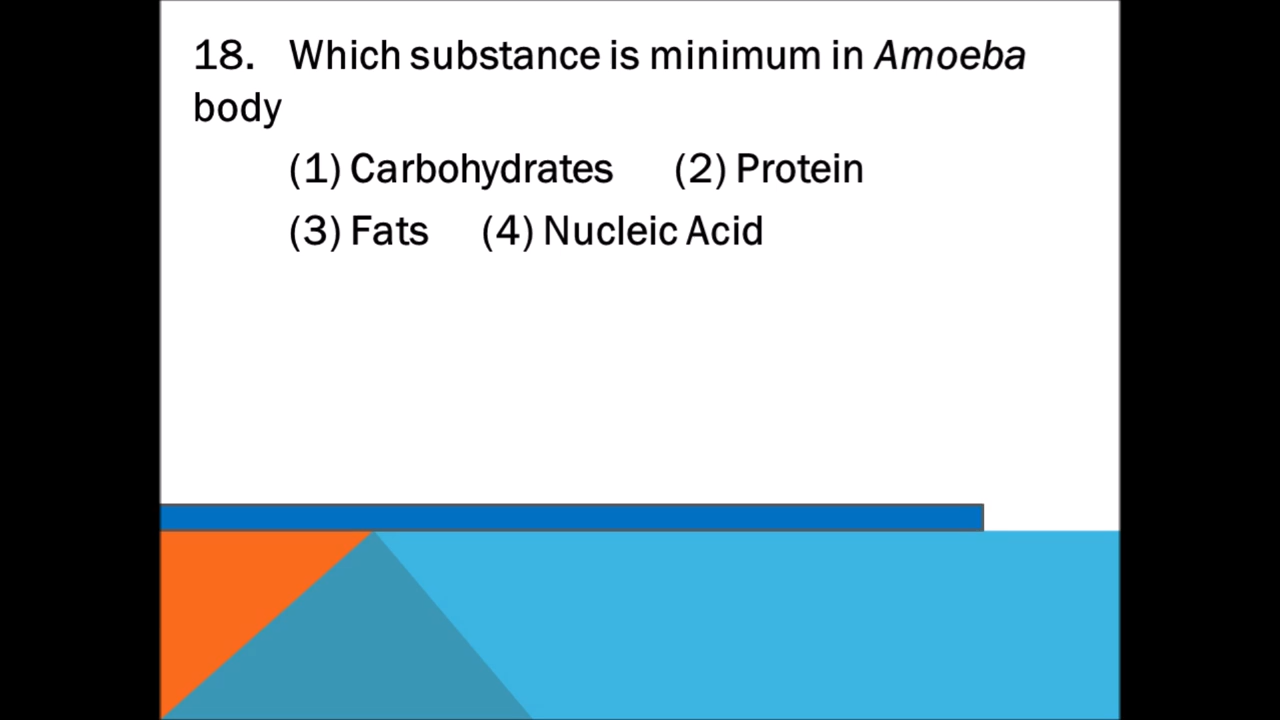 18. Which substance is minimum in Amoeba
body
(1) Carbohydrates (2) Protein
(3) Fats (4) Nucleic Acid